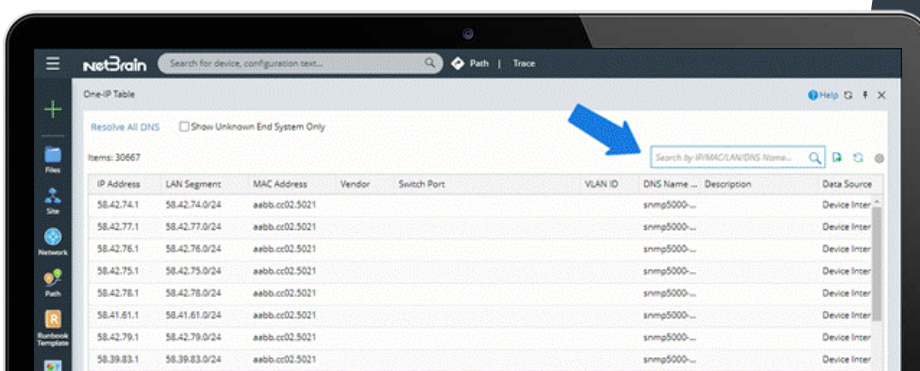 NetBrain Search for device, configuration text... Path | Trace
One-IP Table Help
Resolve All DNS Show Unknown End System Only
Items: 30667 Search by IP/MAC/LAN/DNS Name...
IP Address LAN Segment MAC Address Vendor Switch Port VLAN ID DNS Name ... Description Data Source
58.42.74.1 58.42.74.0/24 aabb.cc02.5021 snmp5000-... Device Inter
58.42.77.1 58.42.77.0/24 aabb.cc02.5021 snmp5000-... Device Inter
58.42.76.1 58.42.76.0/24 aabb.cc02.5021 snmp5000-... Device Inter
58.42.75.1 58.42.75.0/24 aabb.cc02.5021 snmp5000-... Device Inter
58.42.78.1 58.42.78.0/24 aabb.cc02.5021 snmp5000-... Device Inter
58.41.61.1 58.41.61.0/24 aabb.cc02.5021 snmp5000-... Device Inter
58.42.79.1 58.42.79.0/24 aabb.cc02.5021 snmp5000-... Device Inter
58.39.83.1 58.39.83.0/24 aabb.cc02.5021 snmp5000-... Device Inter
Files
Site
Network
Path
R
Runbook
Template